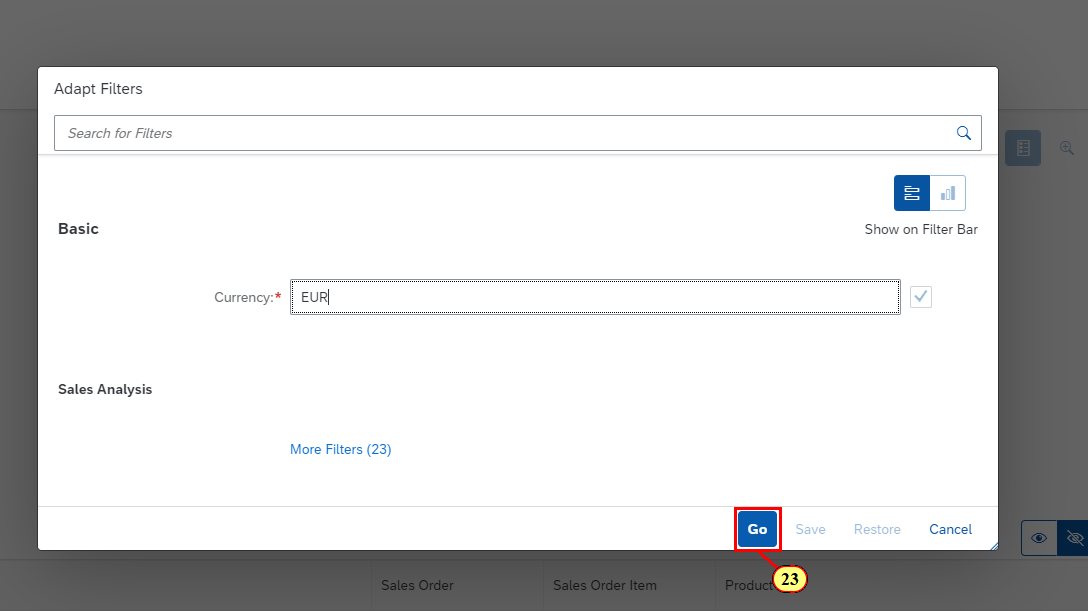 Adapt Filters
Search for Filters
Basic
Show on Filter Bar
Currency:* EUR
Sales Analysis
More Filters (23)
Go Save Restore Cancel
23
Sales Order Sales Order Item Product